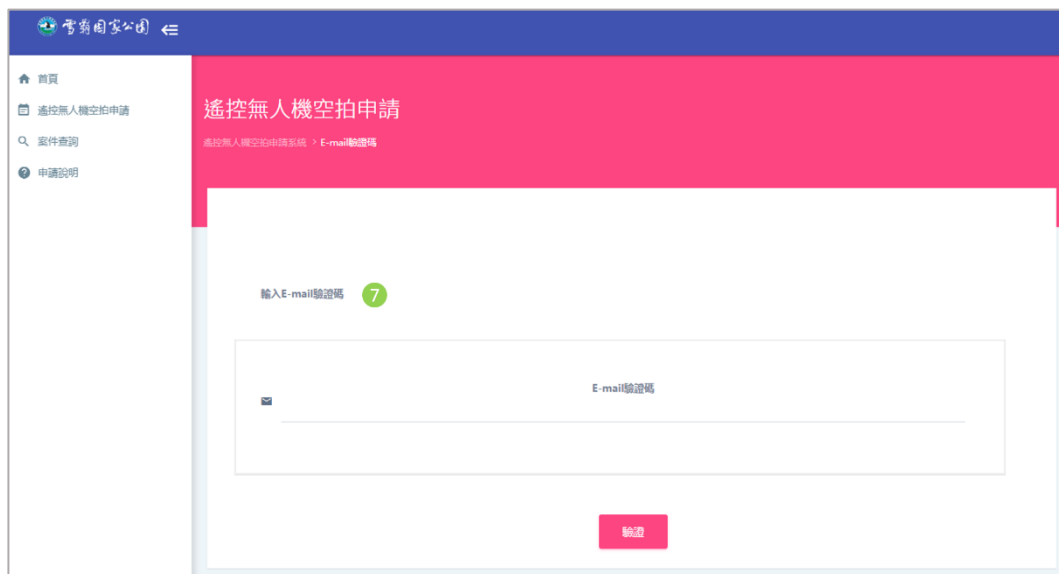 雪霸國家公園
首頁
遙控無人機空拍申請
案件查詢
申請說明
遙控無人機空拍申請
遙控無人機空拍申請系統 > E-mail驗證碼
輸入E-mail驗證碼 7
E-mail驗證碼
驗證